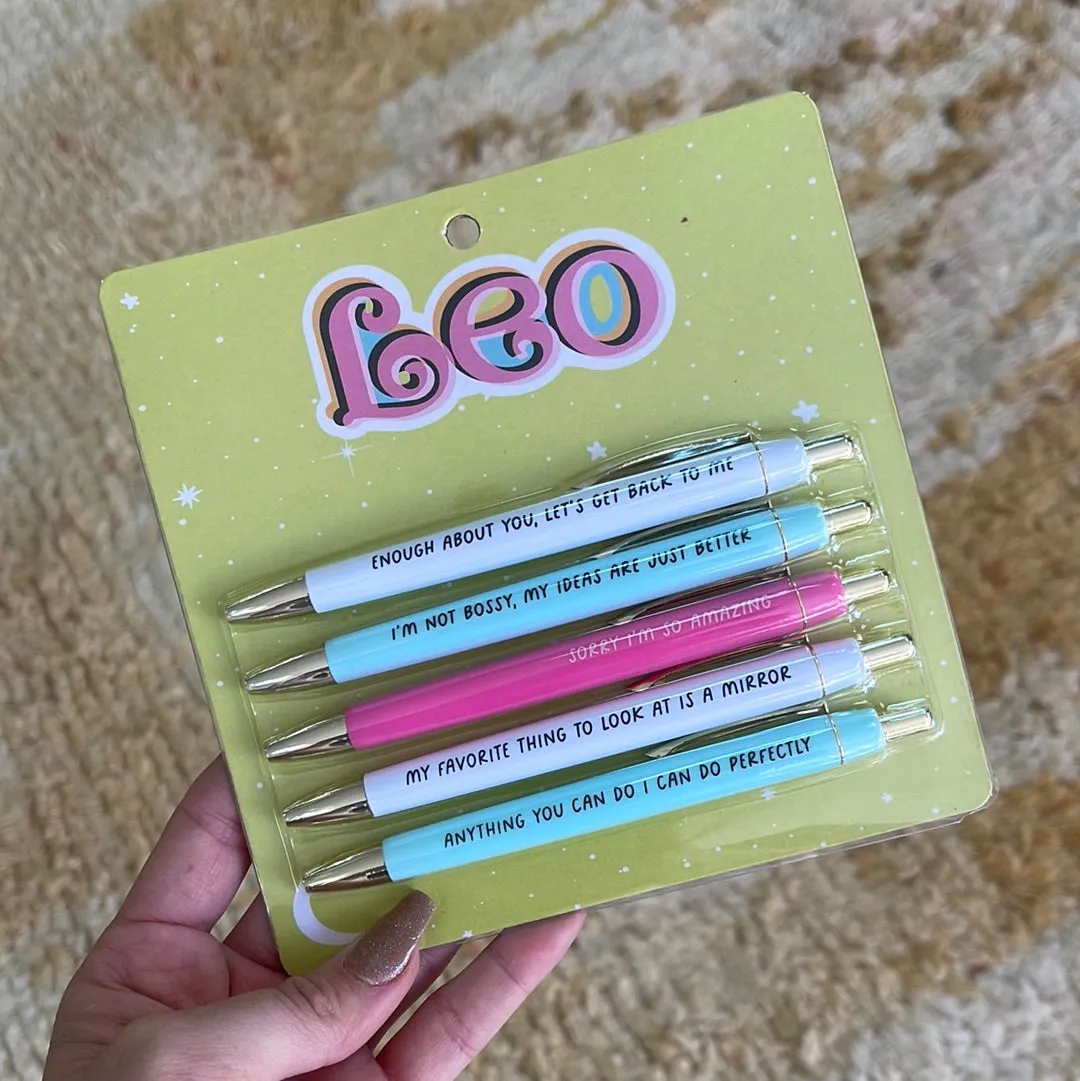 Leo
ENOUGH ABOUT YOU, LET'S GET BACK TO ME
I'M NOT BOSSY, MY IDEAS ARE JUST BETTER
SORRY I'M SO AMAZING
MY FAVORITE THING TO LOOK AT IS A MIRROR
ANYTHING YOU CAN DO I CAN DO PERFECTLY